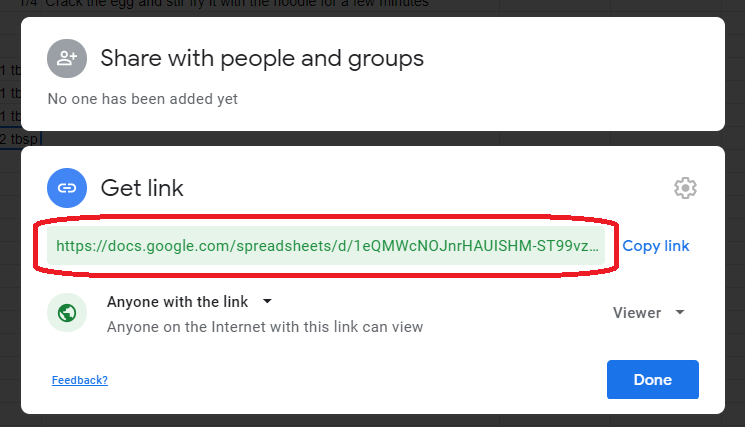 1/4 Crack the egg and stir fry it with the noodle for a few minutes
Share with people and groups
No one has been added yet
1 tbsp
1 tbsp
1 tbsp
2 tbsp
Get link
https://docs.google.com/spreadsheets/d/1eQMWcNOJnrHAUISHM-ST99vz... Copy link
Anyone with the link
Anyone on the Internet with this link can view
Viewer
Feedback?
Done